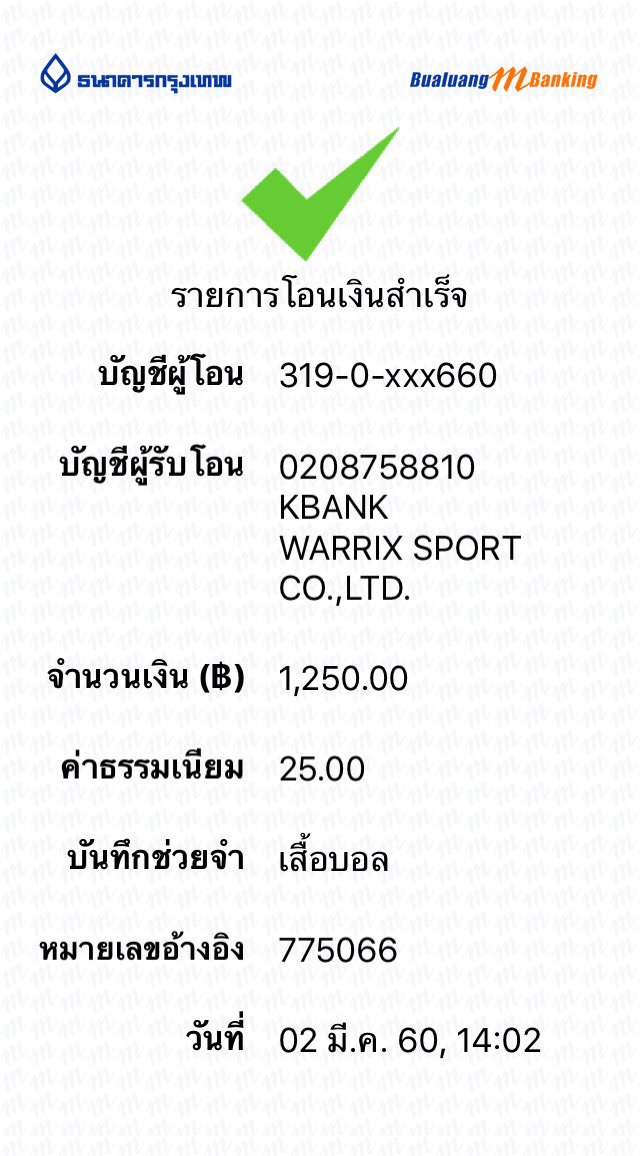 ธนาคารกรุงเทพ
Bualuang mBanking
รายการโอนเงินสำเร็จ
บัญชีผู้โอน 319-0-xxx660
บัญชีผู้รับโอน 0208758810
KBANK
WARRIX SPORT
CO.,LTD.
จำนวนเงิน (฿) 1,250.00
ค่าธรรมเนียม 25.00
บันทึกช่วยจำ เสื้อบอล
หมายเลขอ้างอิง 775066
วันที่ 02 มี.ค. 60, 14:02